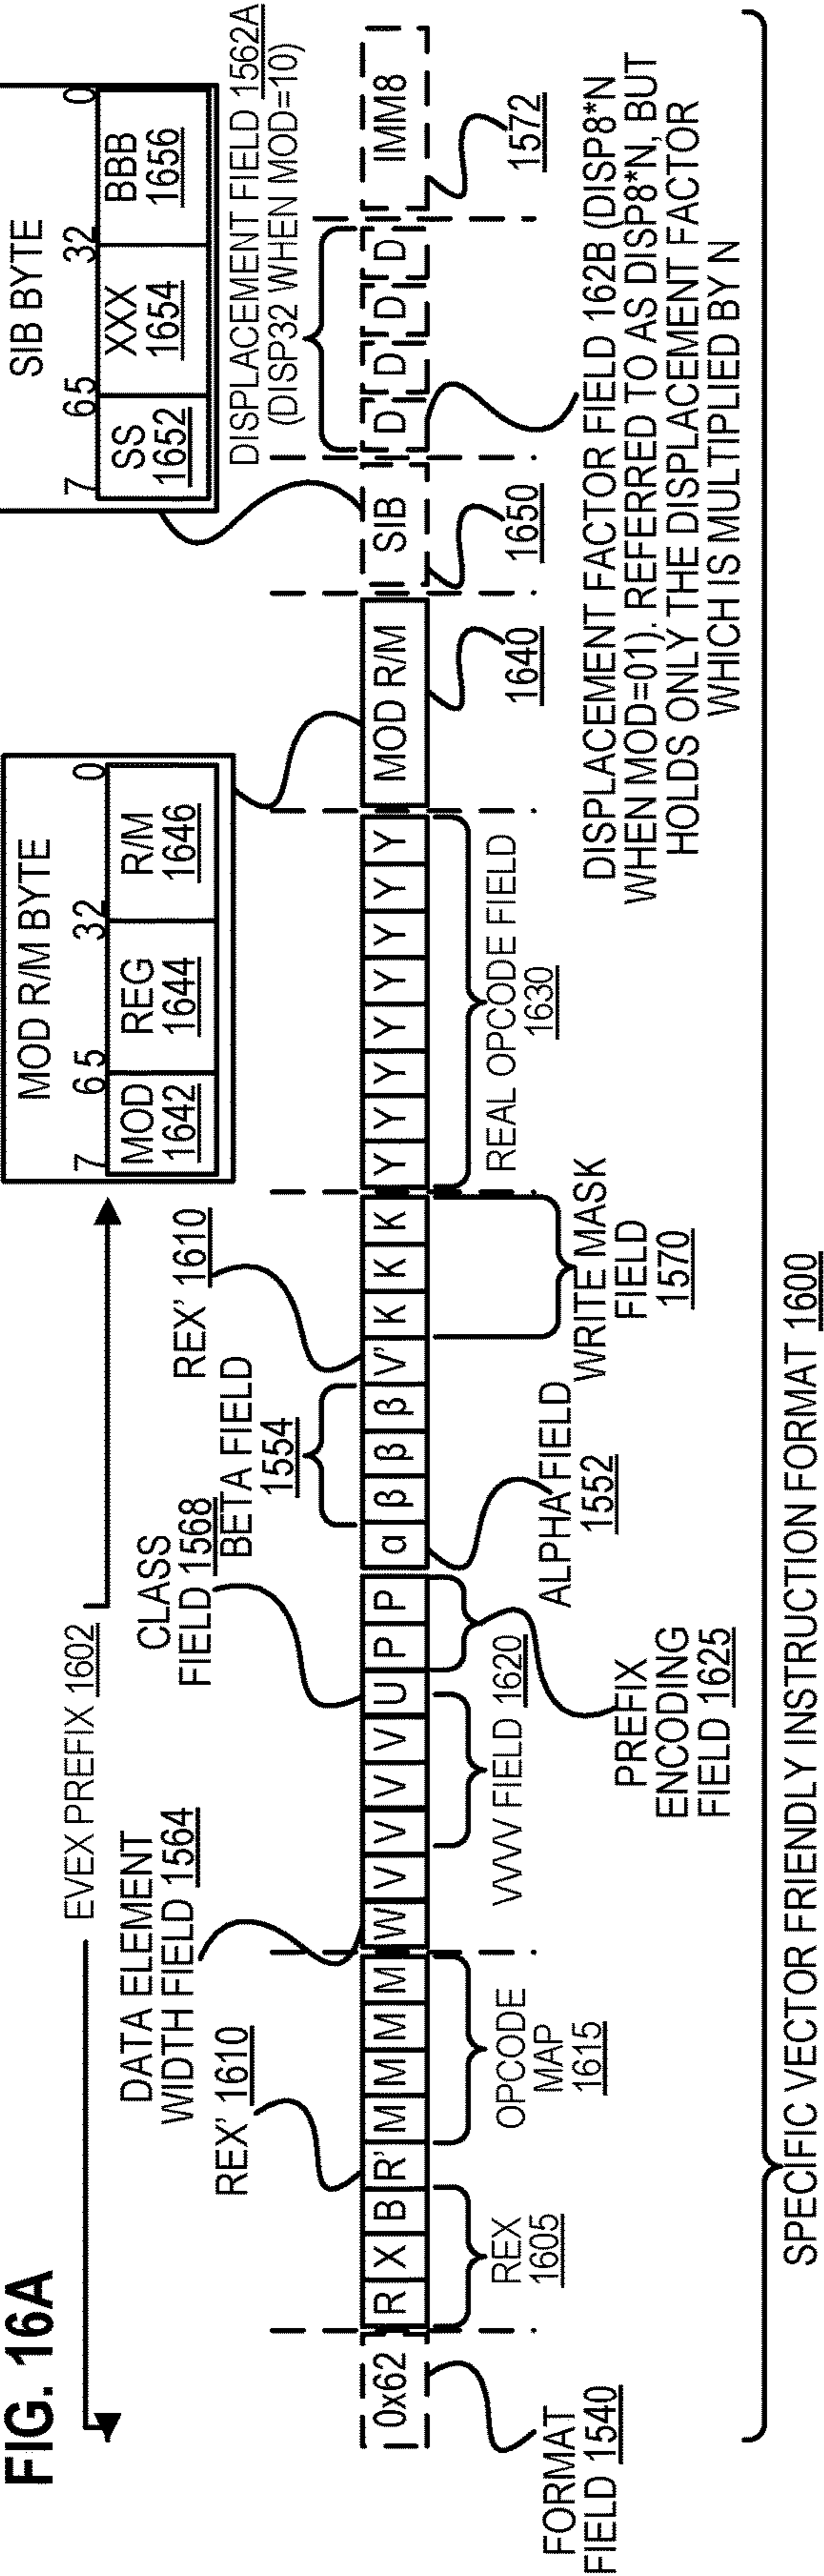 FIG. 16A
EVEX PREFIX 1602
MOD R/M BYTE
7 6 5 3 2 0
MOD REG R/M
1642 1644 1646
SIB BYTE
7 6 5 3 2 0
SS XXX BBB
1652 1654 1656
DATA ELEMENT
WIDTH FIELD 1564
REX' 1610
CLASS
FIELD 1568
BETA FIELD
1554
REX' 1610
DISPLACEMENT FIELD 1562A
(DISP32 WHEN MOD=10)
0x62 R X B R' M M M M W V V V V U P P α β β β V' K K K Y Y Y Y Y Y Y Y MOD R/M SIB D D D D IMM8
FORMAT
FIELD 1540
REX
1605
OPCODE
MAP
1615
VVVV FIELD 1620
PREFIX
ENCODING
FIELD 1625
ALPHA FIELD
1552
WRITE MASK
FIELD
1570
REAL OPCODE FIELD
1630
1640
1650
1572
DISPLACEMENT FACTOR FIELD 162B (DISP8*N
WHEN MOD=01). REFERRED TO AS DISP8*N, BUT
HOLDS ONLY THE DISPLACEMENT FACTOR
WHICH IS MULTIPLIED BY N
SPECIFIC VECTOR FRIENDLY INSTRUCTION FORMAT 1600